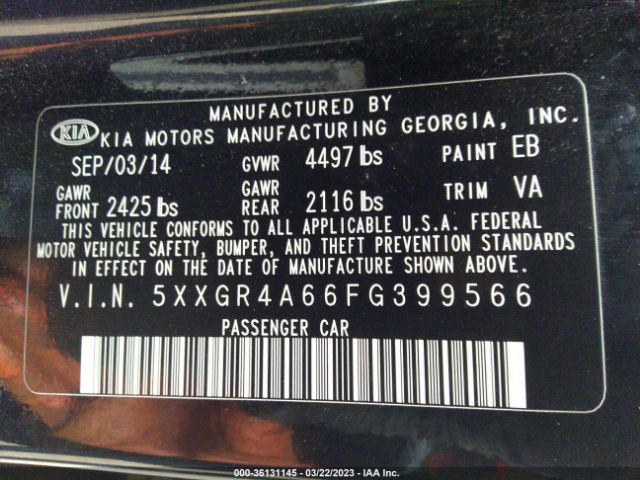 MANUFACTURED BY
KIA KIA MOTORS MANUFACTURING GEORGIA, INC.
SEP/03/14 GVWR 4497 lbs PAINT EB
GAWR FRONT 2425 lbs GAWR REAR 2116 lbs TRIM VA
THIS VEHICLE CONFORMS TO ALL APPLICABLE U.S.A. FEDERAL
MOTOR VEHICLE SAFETY, BUMPER, AND THEFT PREVENTION STANDARDS
IN EFFECT ON THE DATE OF MANUFACTURE SHOWN ABOVE.
V.I.N. 5XXGR4A66FG399566
PASSENGER CAR
000-36131145 - 03/22/2023 - IAA Inc.